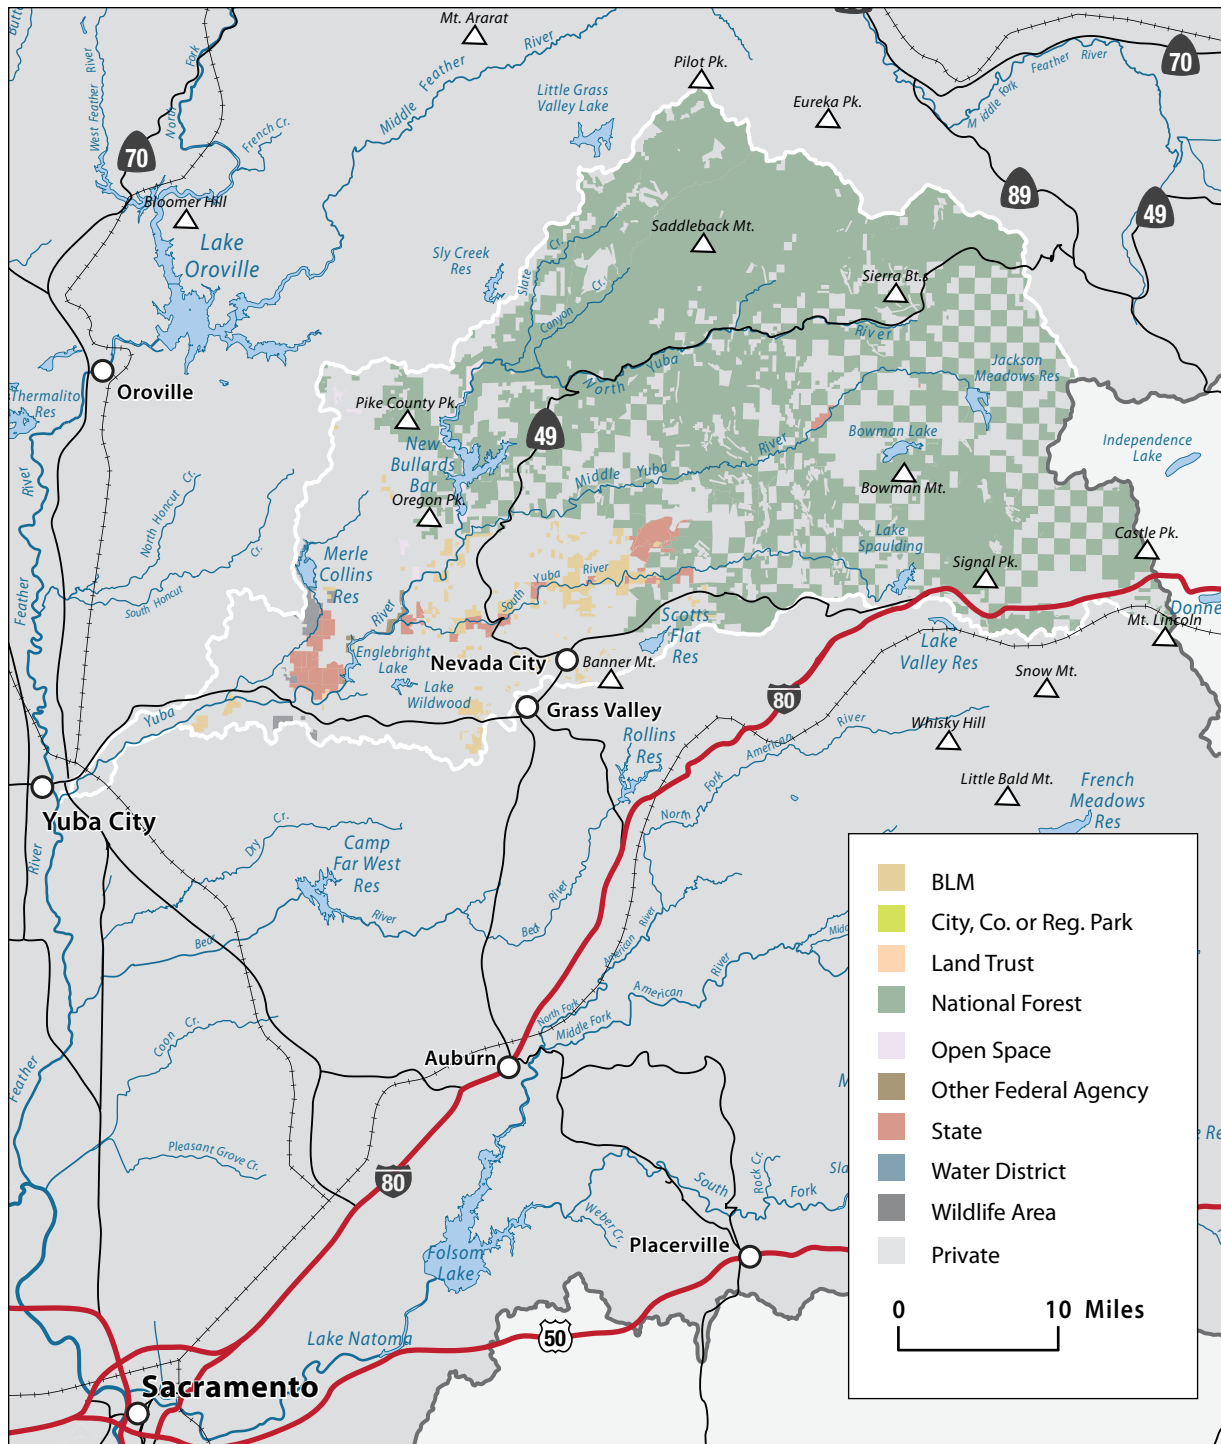 Mt. Ararat
Butte
West Feather River
North
Fork
French Cr.
Middle Feather River
Little Grass
Valley Lake
Pilot Pk.
Eureka Pk.
Feather River
Middle Fork
70
70
89
49
Bloomer Hill
Lake
Oroville
Sly Creek
Res
Slate Cr.
Canyon Cr.
Saddleback Mt.
Sierra Bt.s
North Yuba River
Jackson
Meadows Res
Oroville
Thermalito
Res
Pike County Pk.
New
Bullards
Bar
49
Oregon Pk.
Middle Yuba River
Bowman Lake
Bowman Mt.
Independence
Lake
Feather River
North Honcut Cr.
South Honcut Cr.
Merle
Collins
Res
South Yuba River
Lake
Spaulding
Signal Pk.
Castle Pk.
Donne
Mt. Lincoln
River
Englebright
Lake
Nevada City
Banner Mt.
Scotts
Flat
Res
Lake
Valley Res
Snow Mt.
Lake
Wildwood
Yuba
Grass Valley
80
Rollins
Res
Whisky Hill
North Fork American River
Little Bald Mt.
French
Meadows
Res
Yuba City
River
Dry Cr.
Camp
Far West
Res
Bear River
Bear River
American River
North Fork
Middle Fork American River
Midd
Coon Cr.
Feather
Auburn
Pleasant Grove Cr.
80
South Fork
Rock Cr.
Sla
M
e Re
Weber Cr.
Placerville
Folsom
Lake
50
Lake Natoma
Sacramento
BLM
City, Co. or Reg. Park
Land Trust
National Forest
Open Space
Other Federal Agency
State
Water District
Wildlife Area
Private
0 10 Miles